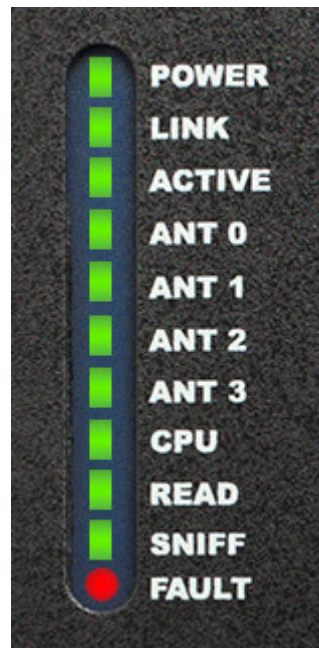 POWER
LINK
ACTIVE
ANT 0
ANT 1
ANT 2
ANT 3
CPU
READ
SNIFF
FAULT